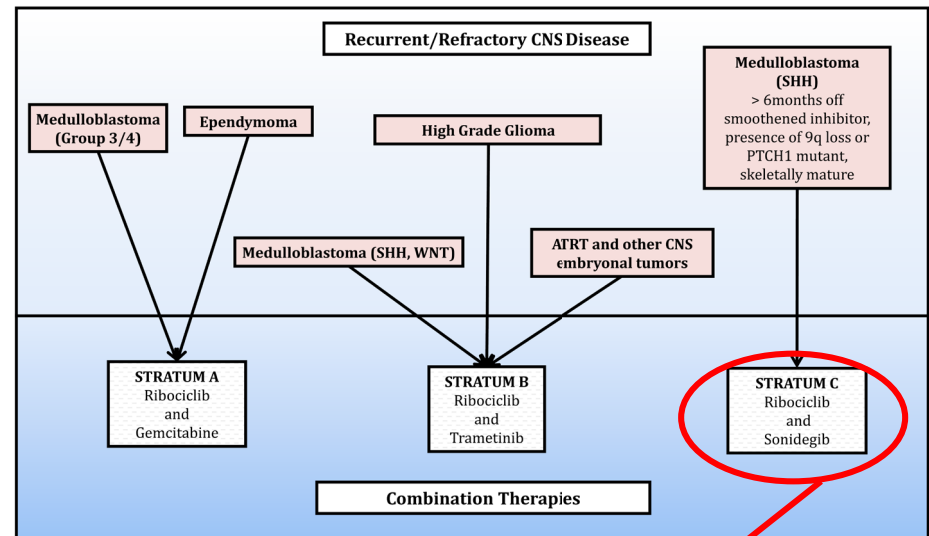 Recurrent/Refractory CNS Disease
Medulloblastoma
(Group 3/4)
Ependymoma
High Grade Glioma
Medulloblastoma
(SHH)
> 6months off
smoothened inhibitor,
presence of 9q loss or
PTCH1 mutant,
skeletally mature
Medulloblastoma (SHH, WNT)
ATRT and other CNS
embryonal tumors
STRATUM A
Ribociclib
and
Gemcitabine
STRATUM B
Ribociclib
and
Trametinib
STRATUM C
Ribociclib
and
Sonidegib
Combination Therapies